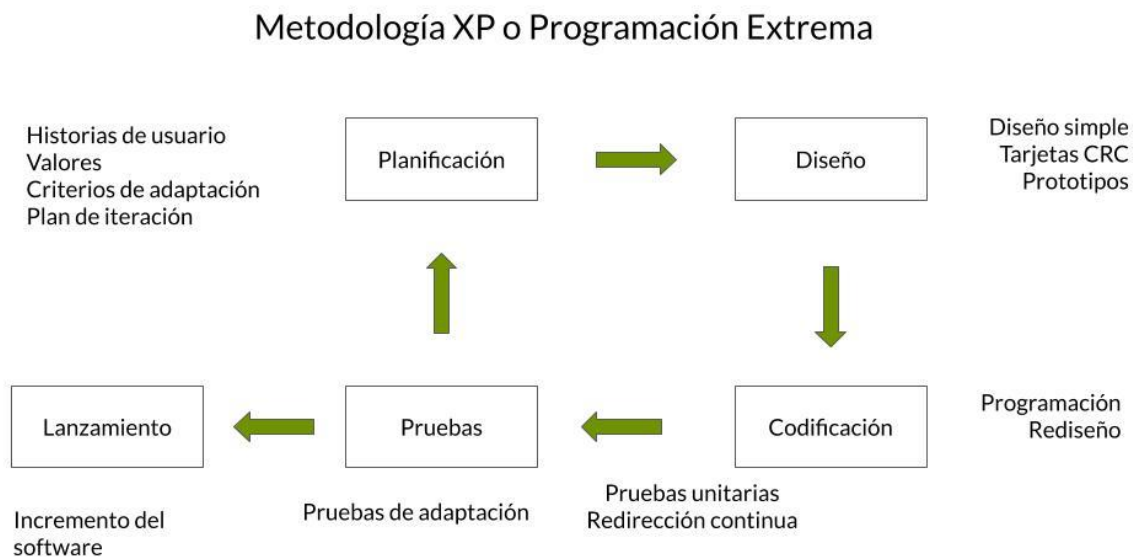 Metodología XP o Programación Extrema
Historias de usuario
Valores
Criterios de adaptación
Plan de iteración
Planificación
Diseño
Diseño simple
Tarjetas CRC
Prototipos
Lanzamiento
Pruebas
Codificación
Programación
Rediseño
Incremento del
software
Pruebas de adaptación
Pruebas unitarias
Redirección continua